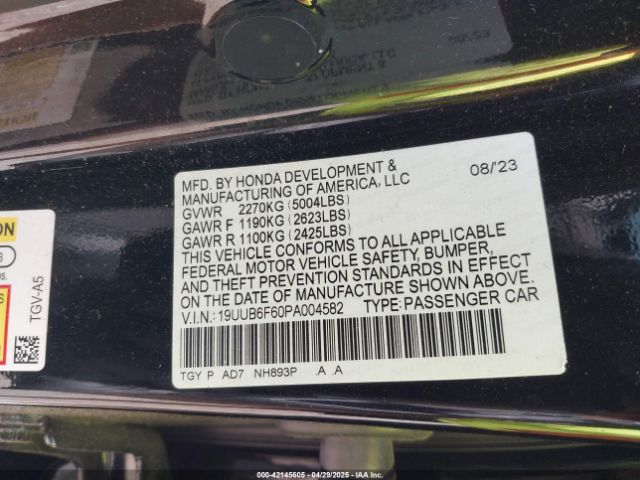 MFD. BY HONDA DEVELOPMENT &
MANUFACTURING OF AMERICA, LLC
08/'23
GVWR 2270KG (5004LBS)
GAWR F 1190KG (2623LBS)
GAWR R 1100KG (2425LBS)
THIS VEHICLE CONFORMS TO ALL APPLICABLE
FEDERAL MOTOR VEHICLE SAFETY, BUMPER,
AND THEFT PREVENTION STANDARDS IN EFFECT
ON THE DATE OF MANUFACTURE SHOWN ABOVE.
V.I.N.: 19UUB6F60PA004582 TYPE: PASSENGER CAR
TGY P AD7 NH893P .A .A
TGV-A5
000-42145605 - 04/29/2025 - IAAI.COM